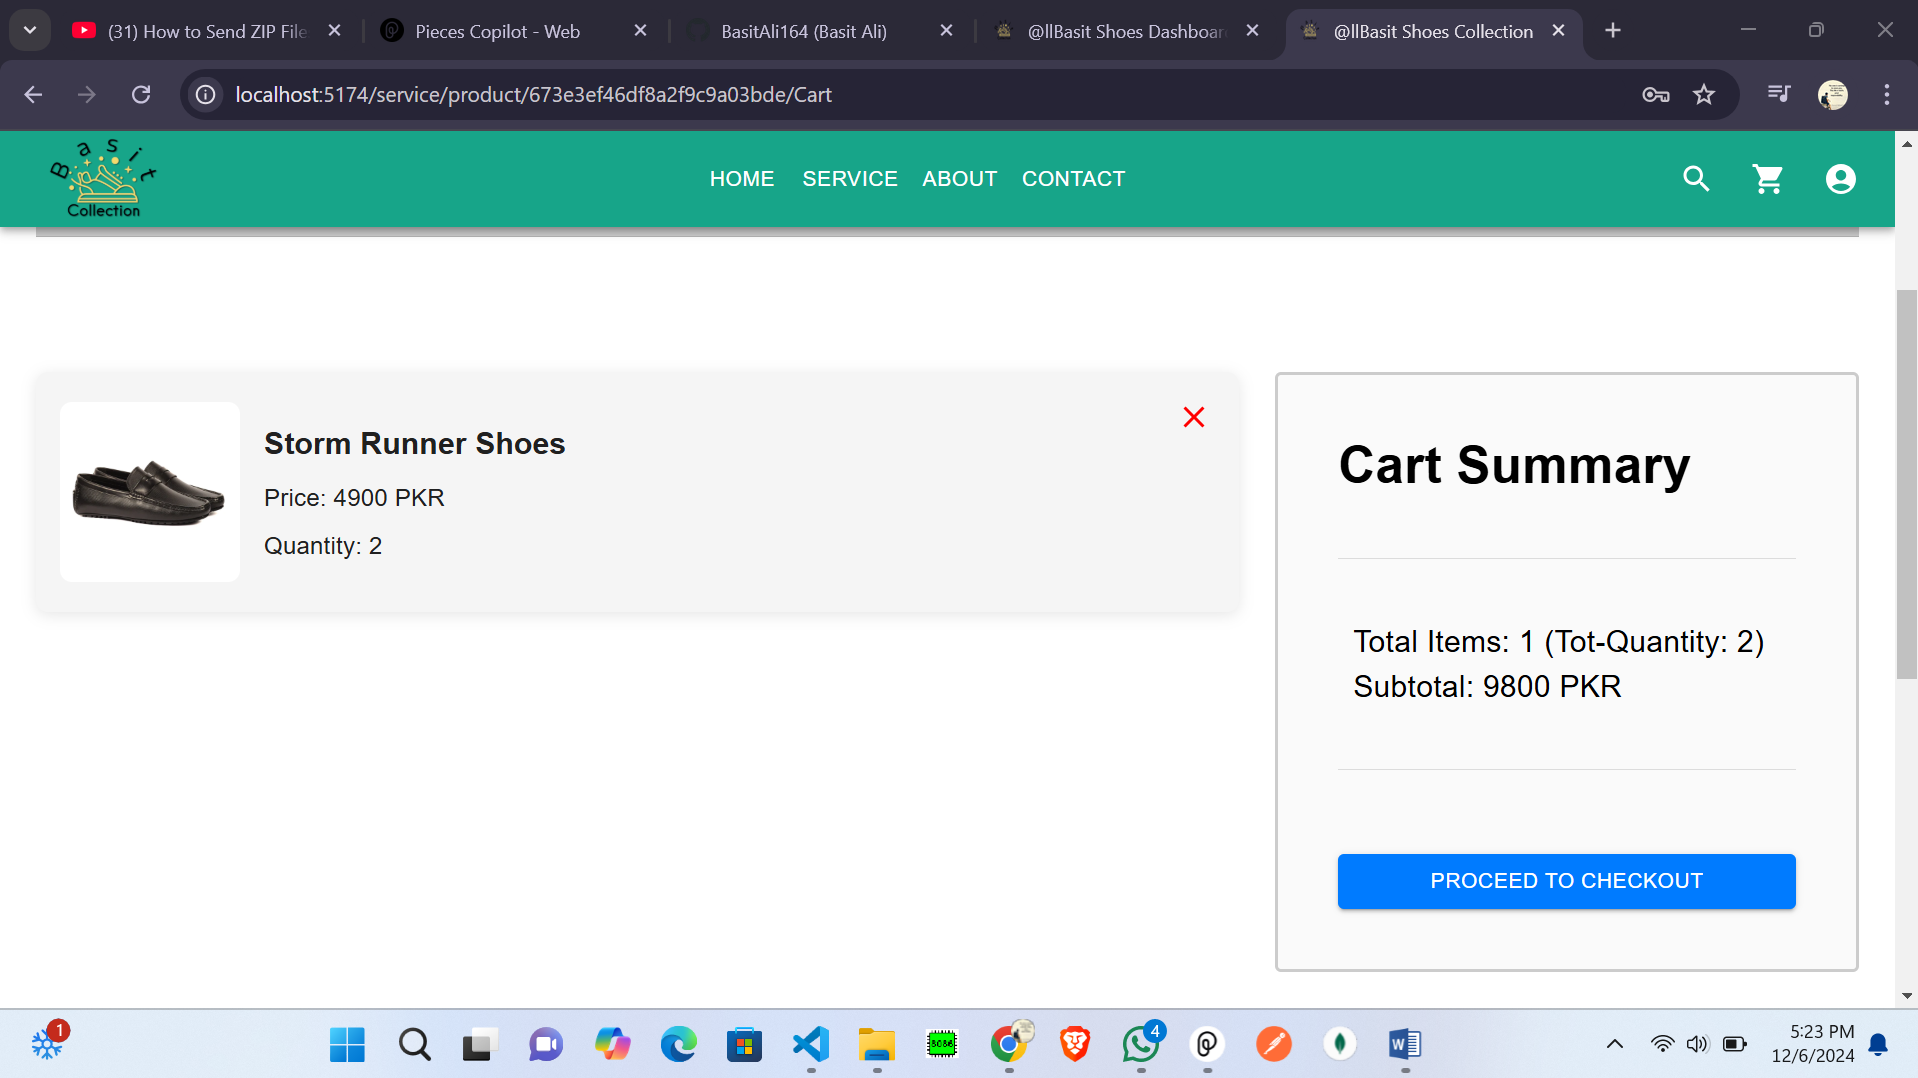 (31) How to Send ZIP File
Pieces Copilot - Web
BasitAli164 (Basit Ali)
@llBasit Shoes Dashboar
@llBasit Shoes Collection
localhost:5174/service/product/673e3ef46df8a2f9c9a03bde/Cart
Basit
Collection
HOME
SERVICE
ABOUT
CONTACT
Storm Runner Shoes
Price: 4900 PKR
Quantity: 2
Cart Summary
Total Items: 1 (Tot-Quantity: 2)
Subtotal: 9800 PKR
PROCEED TO CHECKOUT
1
8086
4
5:23 PM
12/6/2024